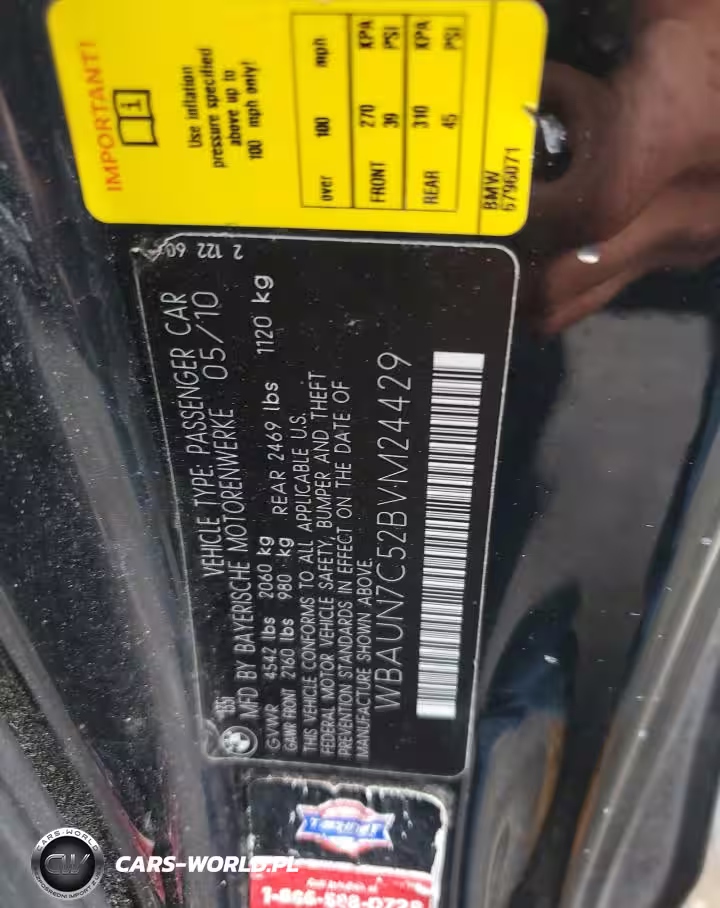 IMPORTANT!
i
Use inflation
pressure specified
above up to
100 mph only!
over 100 mph
FRONT 270 KPA
39 PSI
REAR 310 KPA
45 PSI
BMW
6796071
2 122 60
VEHICLE TYPE: PASSENGER CAR
MFD BY BAYERISCHE MOTORENWERKE 05/10
GVWR 4542 lbs 2060 kg
GAWR FRONT 2160 lbs 980 kg REAR 2469 lbs 1120 kg
THIS VEHICLE CONFORMS TO ALL APPLICABLE U.S.
FEDERAL MOTOR VEHICLE SAFETY, BUMPER AND THEFT
PREVENTION STANDARDS IN EFFECT ON THE DATE OF
MANUFACTURE SHOWN ABOVE.
WBAUN7C52BVM24429
CARS-WORLD
CW
CARS-WORLD.PL